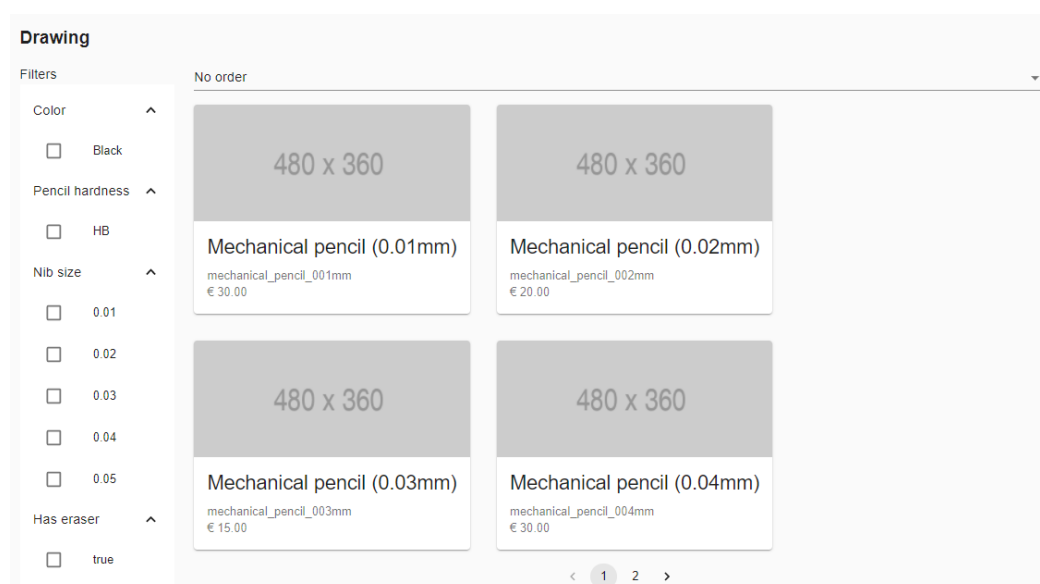 Drawing
Filters
Color
Black
Pencil hardness
HB
Nib size
0.01
0.02
0.03
0.04
0.05
Has eraser
true
No order
480 x 360
Mechanical pencil (0.01mm)
mechanical_pencil_001mm
€ 30.00
480 x 360
Mechanical pencil (0.02mm)
mechanical_pencil_002mm
€ 20.00
480 x 360
Mechanical pencil (0.03mm)
mechanical_pencil_003mm
€ 15.00
480 x 360
Mechanical pencil (0.04mm)
mechanical_pencil_004mm
€ 30.00
1 2